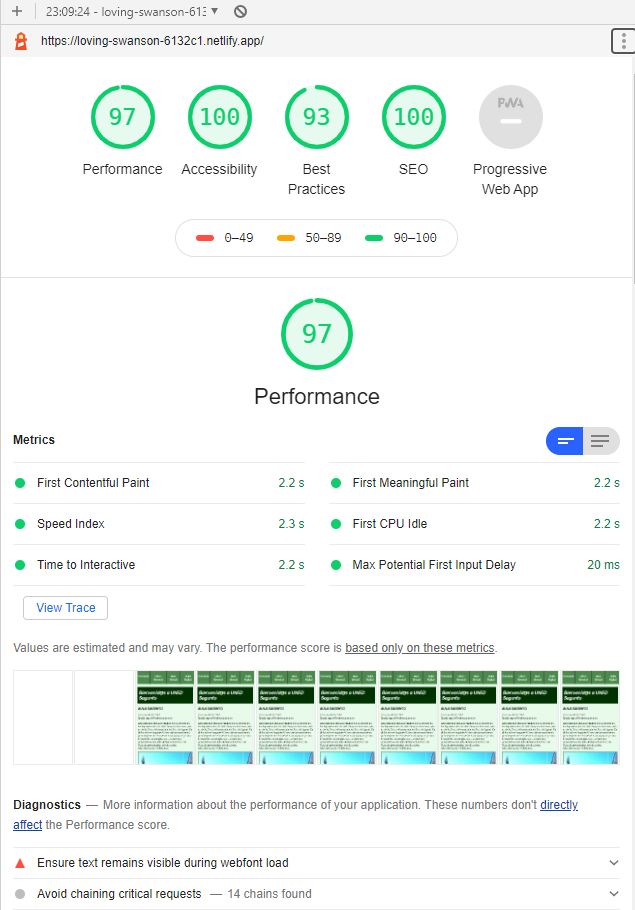 23:09:24 - loving-swanson-613
https://loving-swanson-6132c1.netlify.app/
97 100 93 100 PWA
Performance Accessibility Best Practices SEO Progressive Web App
0–49 50–89 90–100
97
Performance
Metrics
First Contentful Paint 2.2 s First Meaningful Paint 2.2 s
Speed Index 2.3 s First CPU Idle 2.2 s
Time to Interactive 2.2 s Max Potential First Input Delay 20 ms
View Trace
Values are estimated and may vary. The performance score is based only on these metrics.
Diagnostics — More information about the performance of your application. These numbers don't directly
affect the Performance score.
Ensure text remains visible during webfont load
Avoid chaining critical requests — 14 chains found